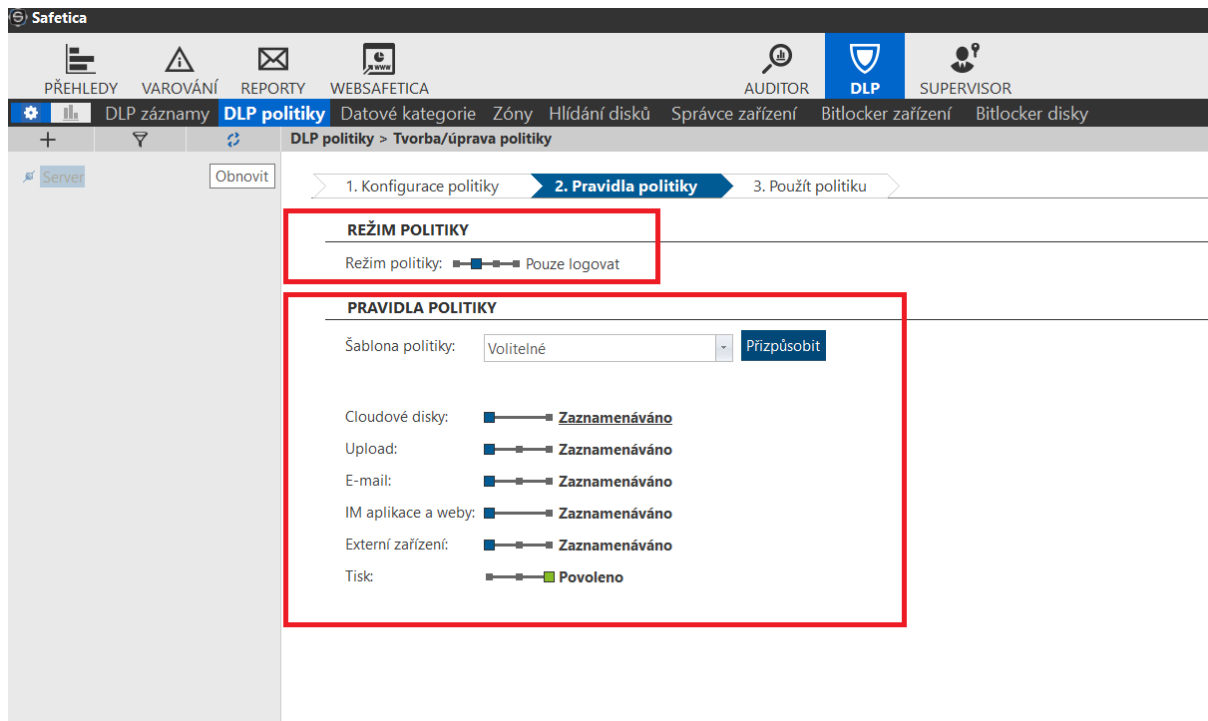 Safetica
PŘEHLEDY VAROVÁNÍ REPORTY WEBSAFETICA AUDITOR DLP SUPERVISOR
DLP záznamy DLP politiky Datové kategorie Zóny Hlídání disků Správce zařízení Bitlocker zařízení Bitlocker disky
DLP politiky > Tvorba/úprava politiky
Server Obnovit
1. Konfigurace politiky 2. Pravidla politiky 3. Použít politiku
REŽIM POLITIKY
Režim politiky: Pouze logovat
PRAVIDLA POLITIKY
Šablona politiky: Volitelné Přizpůsobit
Cloudové disky: Zaznamenáváno
Upload: Zaznamenáváno
E-mail: Zaznamenáváno
IM aplikace a weby: Zaznamenáváno
Externí zařízení: Zaznamenáváno
Tisk: Povoleno